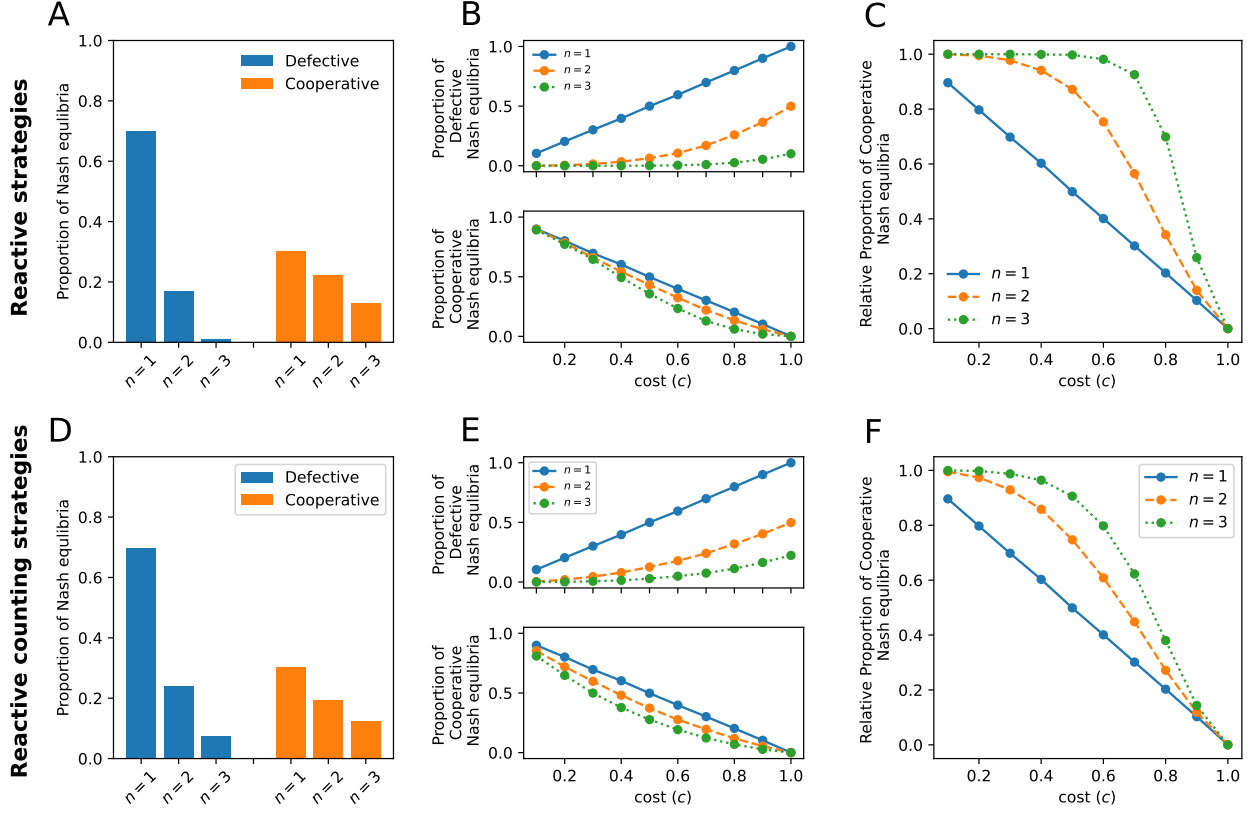 Reactive strategies
A
1.0
0.8
0.6
0.4
0.2
0.0
Proportion of Nash equlibria
Defective
Cooperative
n = 1
n = 2
n = 3
n = 1
n = 2
n = 3
B
Proportion of
Defective
Nash equlibria
1.0
0.5
0.0
n = 1
n = 2
n = 3
Proportion of
Cooperative
Nash equlibria
1.0
0.5
0.0
0.2
0.4
0.6
0.8
1.0
cost (c)
C
Relative Proportion of Cooperative
Nash equlibria
1.0
0.8
0.6
0.4
0.2
0.0
n = 1
n = 2
n = 3
0.2
0.4
0.6
0.8
1.0
cost (c)
Reactive counting strategies
D
1.0
0.8
0.6
0.4
0.2
0.0
Proportion of Nash equlibria
Defective
Cooperative
n = 1
n = 2
n = 3
n = 1
n = 2
n = 3
E
Proportion of
Defective
Nash equlibria
1.0
0.5
0.0
n = 1
n = 2
n = 3
Proportion of
Cooperative
Nash equlibria
1.0
0.5
0.0
0.2
0.4
0.6
0.8
1.0
cost (c)
F
Relative Proportion of Cooperative
Nash equlibria
1.0
0.8
0.6
0.4
0.2
0.0
n = 1
n = 2
n = 3
0.2
0.4
0.6
0.8
1.0
cost (c)